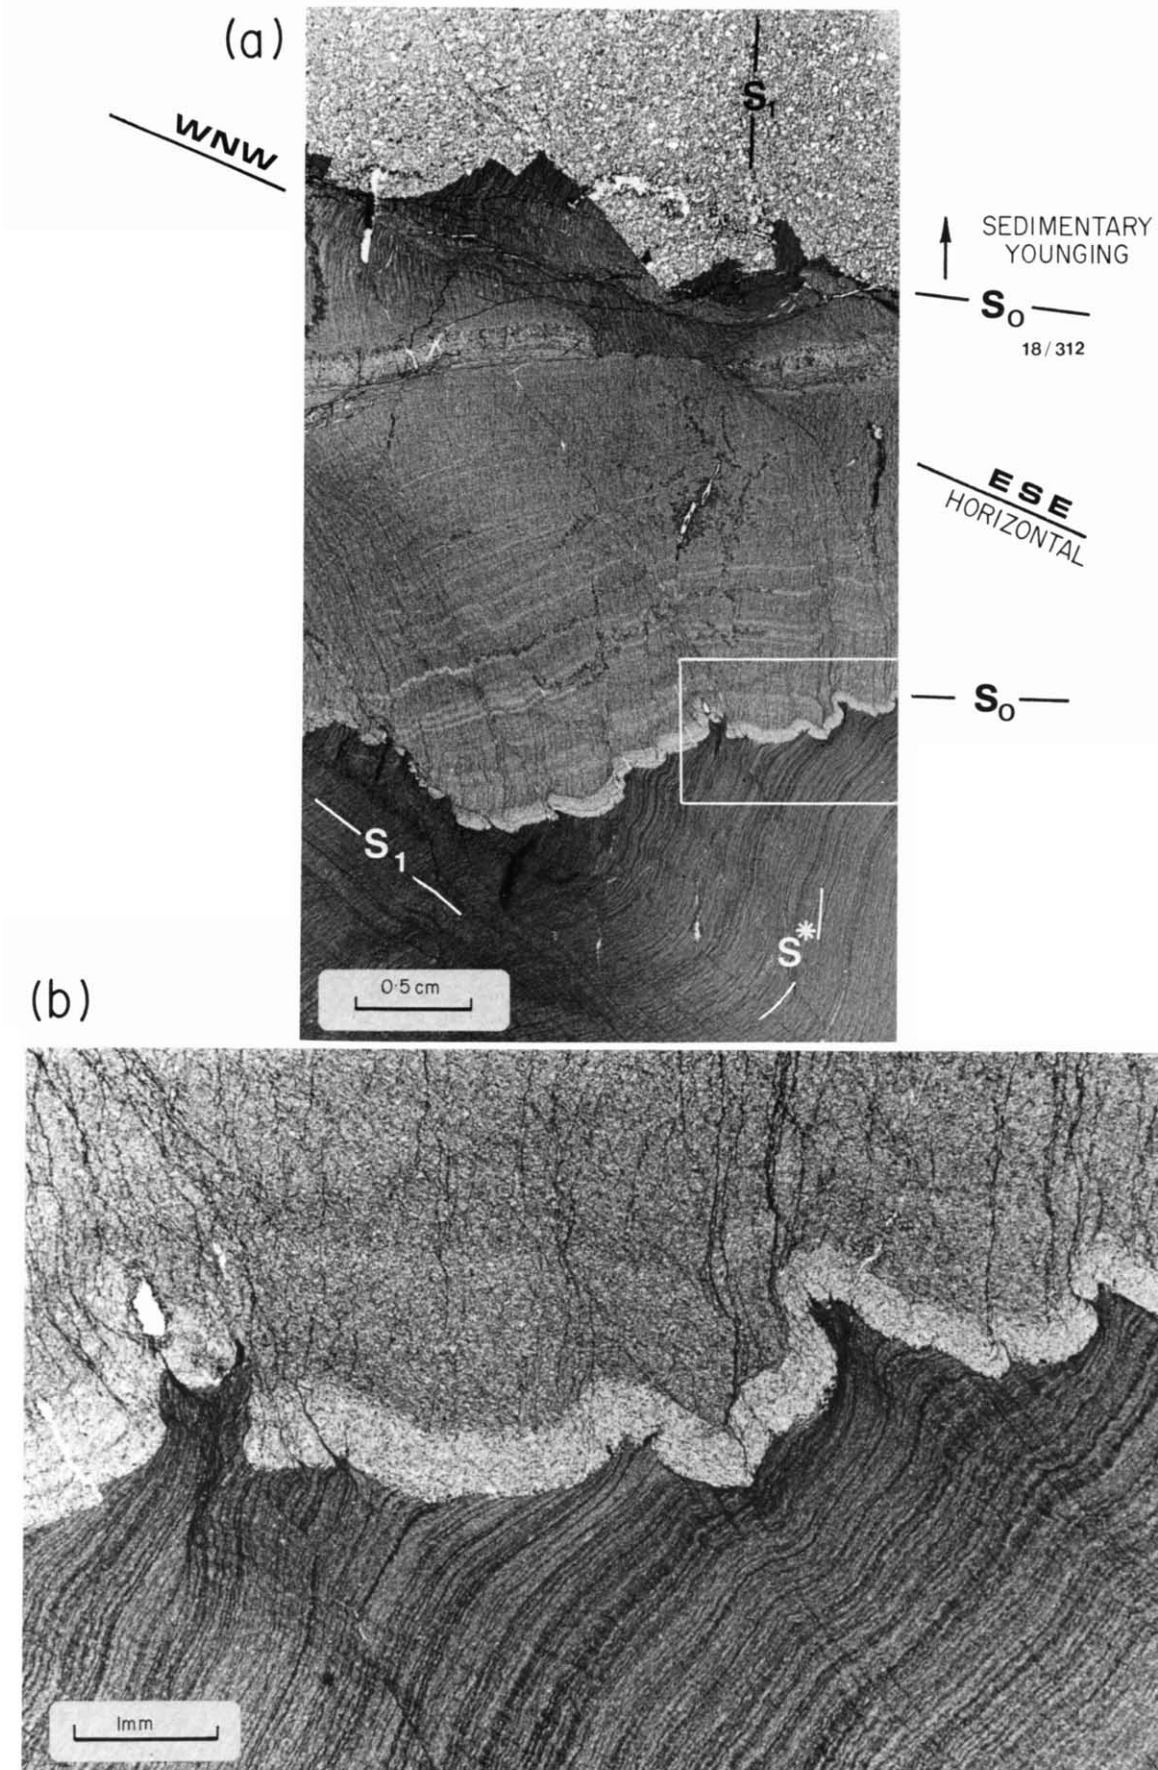 (a)
S₁
WNW
SEDIMENTARY
YOUNGING
S₀
18/312
ESE
HORIZONTAL
S₀
S₁
S*
0·5 cm
(b)
1mm